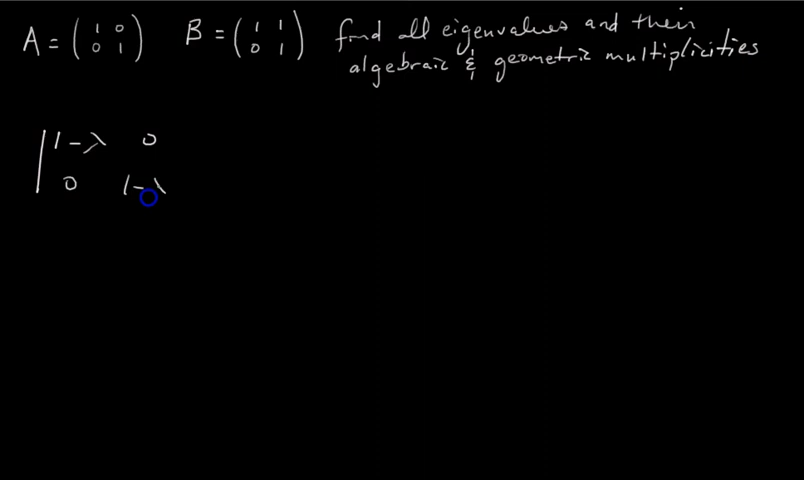 A = ( 1 0 B = ( 1 1 find all eigenvalues and their
0 1 ) 0 1 ) algebraic & geometric multiplicities
| 1-λ 0
0 1-λ